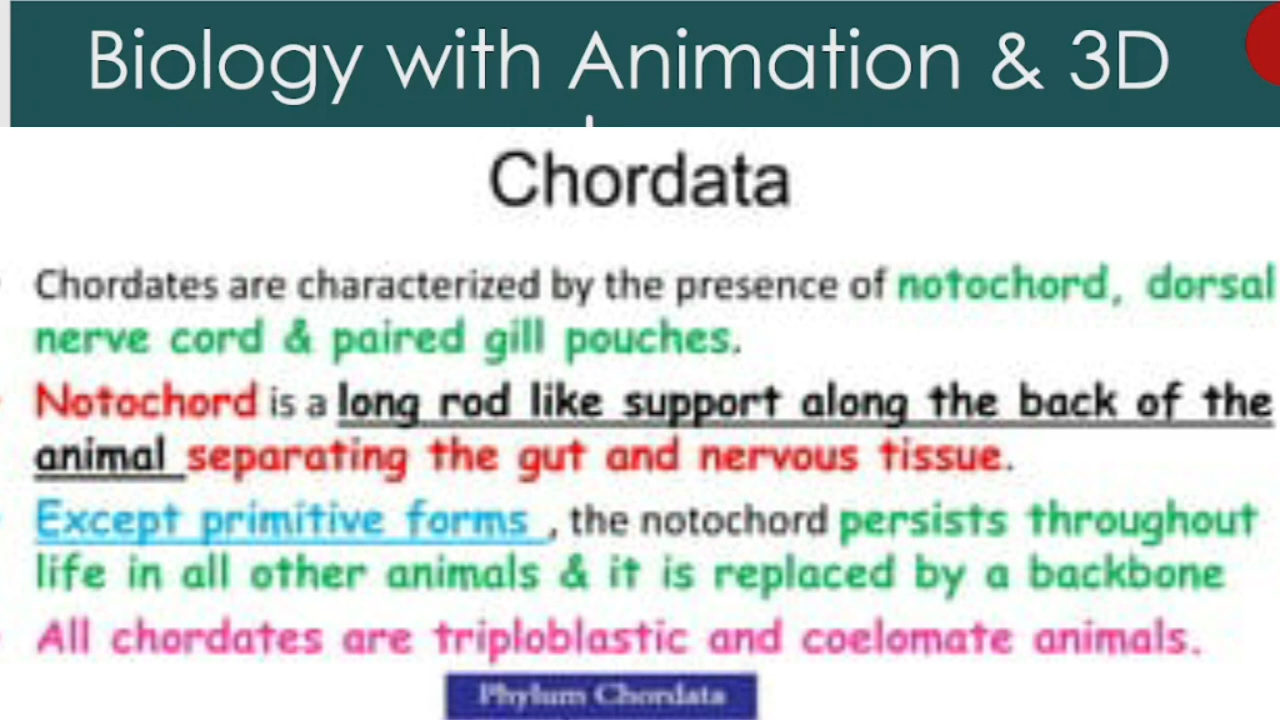 Biology with Animation & 3D
Chordata
Chordates are characterized by the presence of notochord, dorsal
nerve cord & paired gill pouches.
Notochord is a long rod like support along the back of the
animal separating the gut and nervous tissue.
Except primitive forms , the notochord persists throughout
life in all other animals & it is replaced by a backbone
All chordates are triploblastic and coelomate animals.
Phylum Chordata